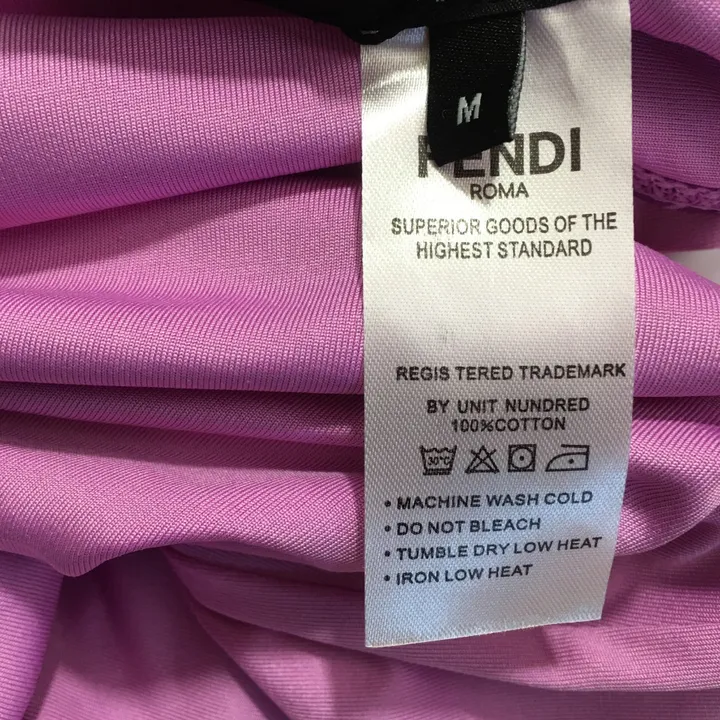 M
FENDI
ROMA
SUPERIOR GOODS OF THE
HIGHEST STANDARD
REGIS TERED TRADEMARK
BY UNIT NUNDRED
100%COTTON
30°C
• MACHINE WASH COLD
• DO NOT BLEACH
• TUMBLE DRY LOW HEAT
• IRON LOW HEAT